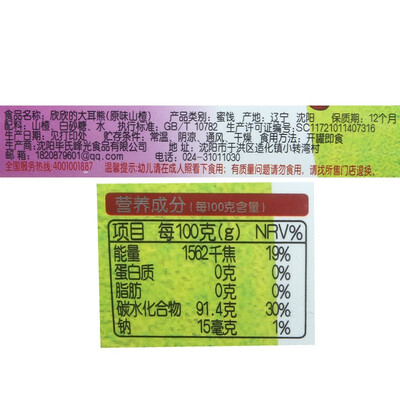 食品名称：欣欣的大耳熊(原味山楂) 产品类别：蜜饯 产地：辽宁 沈阳 保质期：12个月
配料：山楂、白砂糖、水 执行标准：GB/T 10782 生产许可证编号：SC11721011407316
生产日期：见打印处 贮存条件：常温，阴凉、通风、干燥 食用方法：开罐即食
生产商：沈阳毕氏峰光食品有限公司 地址：沈阳市于洪区造化镇小转湾村
邮箱：1820879601@qq.com 电话：024-31011030
全国服务热线:4001001887 温馨提示:幼儿请在成人照看下食用;有质量问题请勿食用，请找所售门店退换。
营养成分(每100克含量)
项目 每100克(g) NRV%
能量 1562千焦 19%
蛋白质 0克 0%
脂肪 0克 0%
碳水化合物 91.4克 30%
钠 15毫克 1%